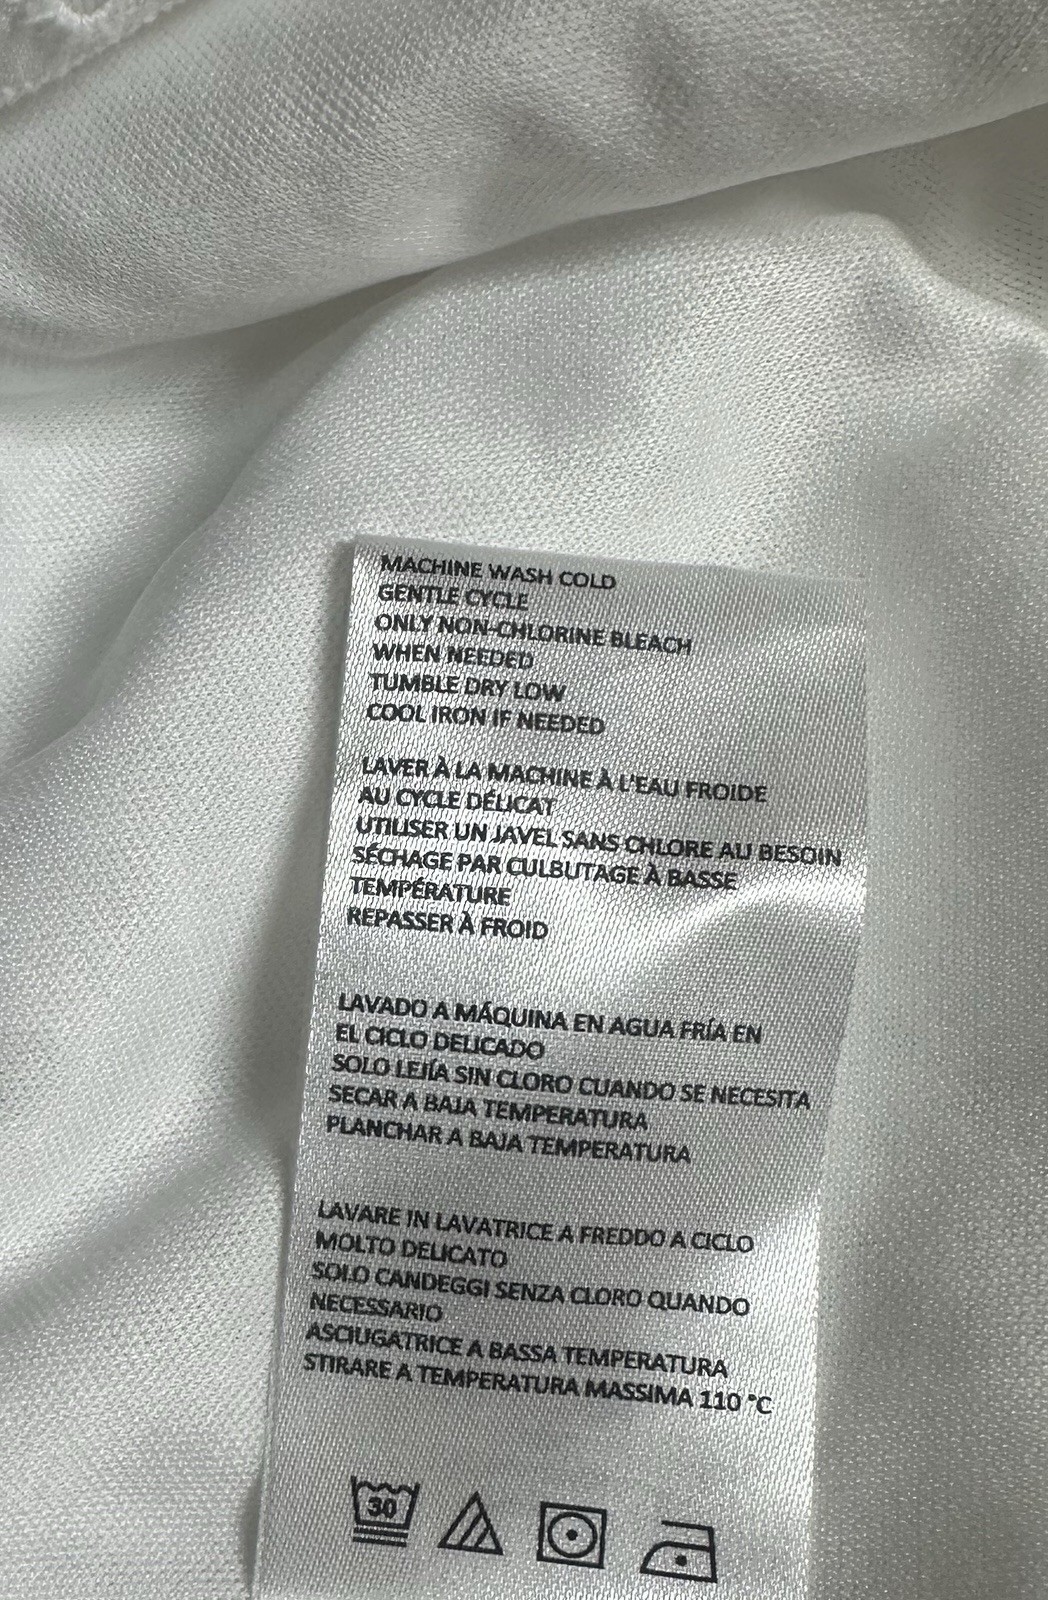 MACHINE WASH COLD
GENTLE CYCLE
ONLY NON-CHLORINE BLEACH
WHEN NEEDED
TUMBLE DRY LOW
COOL IRON IF NEEDED
LAVER À LA MACHINE À L'EAU FROIDE
AU CYCLE DÉLICAT
UTILISER UN JAVEL SANS CHLORE AU BESOIN
SÉCHAGE PAR CULBUTAGE À BASSE
TEMPÉRATURE
REPASSER À FROID
LAVADO A MÁQUINA EN AGUA FRÍA EN
EL CICLO DELICADO
SOLO LEJÍA SIN CLORO CUANDO SE NECESITA
SECAR A BAJA TEMPERATURA
PLANCHAR A BAJA TEMPERATURA
LAVARE IN LAVATRICE A FREDDO A CICLO
MOLTO DELICATO
SOLO CANDEGGI SENZA CLORO QUANDO
NECESSARIO
ASCIUGATRICE A BASSA TEMPERATURA
STIRARE A TEMPERATURA MASSIMA 110 °C
30